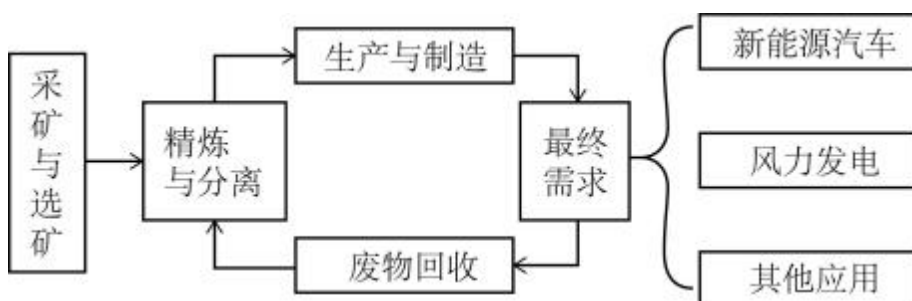 采
矿
与
选
矿
精炼
与分离
生产与制造
最终
需求
废物回收
新能源汽车
风力发电
其他应用